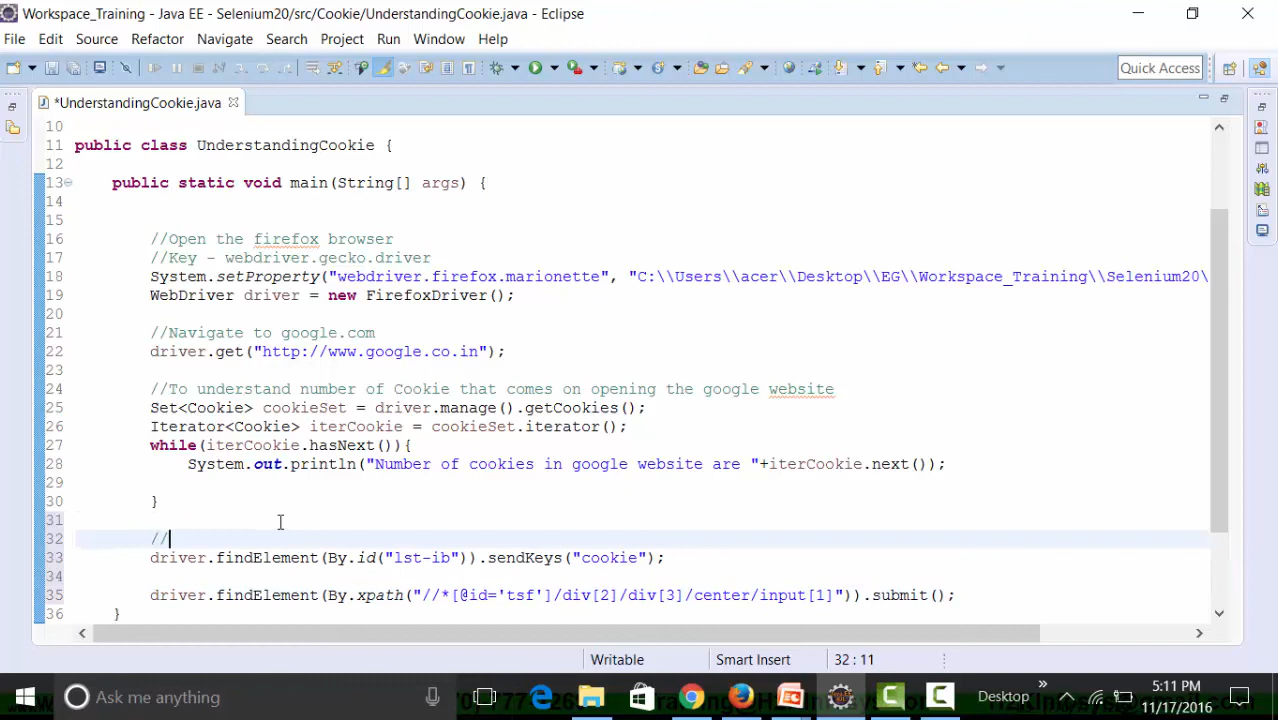 Workspace_Training - Java EE - Selenium20/src/Cookie/UnderstandingCookie.java - Eclipse
File Edit Source Refactor Navigate Search Project Run Window Help
Quick Access
*UnderstandingCookie.java
10
11 public class UnderstandingCookie {
12
13 public static void main(String[] args) {
14
15
16 //Open the firefox browser
17 //Key - webdriver.gecko.driver
18 System.setProperty("webdriver.firefox.marionette", "C:\\Users\\acer\\Desktop\\EG\\Workspace_Training\\Selenium20\
19 WebDriver driver = new FirefoxDriver();
20
21 //Navigate to google.com
22 driver.get("http://www.google.co.in");
23
24 //To understand number of Cookie that comes on opening the google website
25 Set<Cookie> cookieSet = driver.manage().getCookies();
26 Iterator<Cookie> iterCookie = cookieSet.iterator();
27 while(iterCookie.hasNext()){
28 System.out.println("Number of cookies in google website are "+iterCookie.next());
29
30 }
31
32 //
33 driver.findElement(By.id("lst-ib")).sendKeys("cookie");
34
35 driver.findElement(By.xpath("//*[@id='tsf']/div[2]/div[3]/center/input[1]")).submit();
36 }
Writable Smart Insert 32 : 11
Ask me anything
Desktop
5:11 PM
11/17/2016